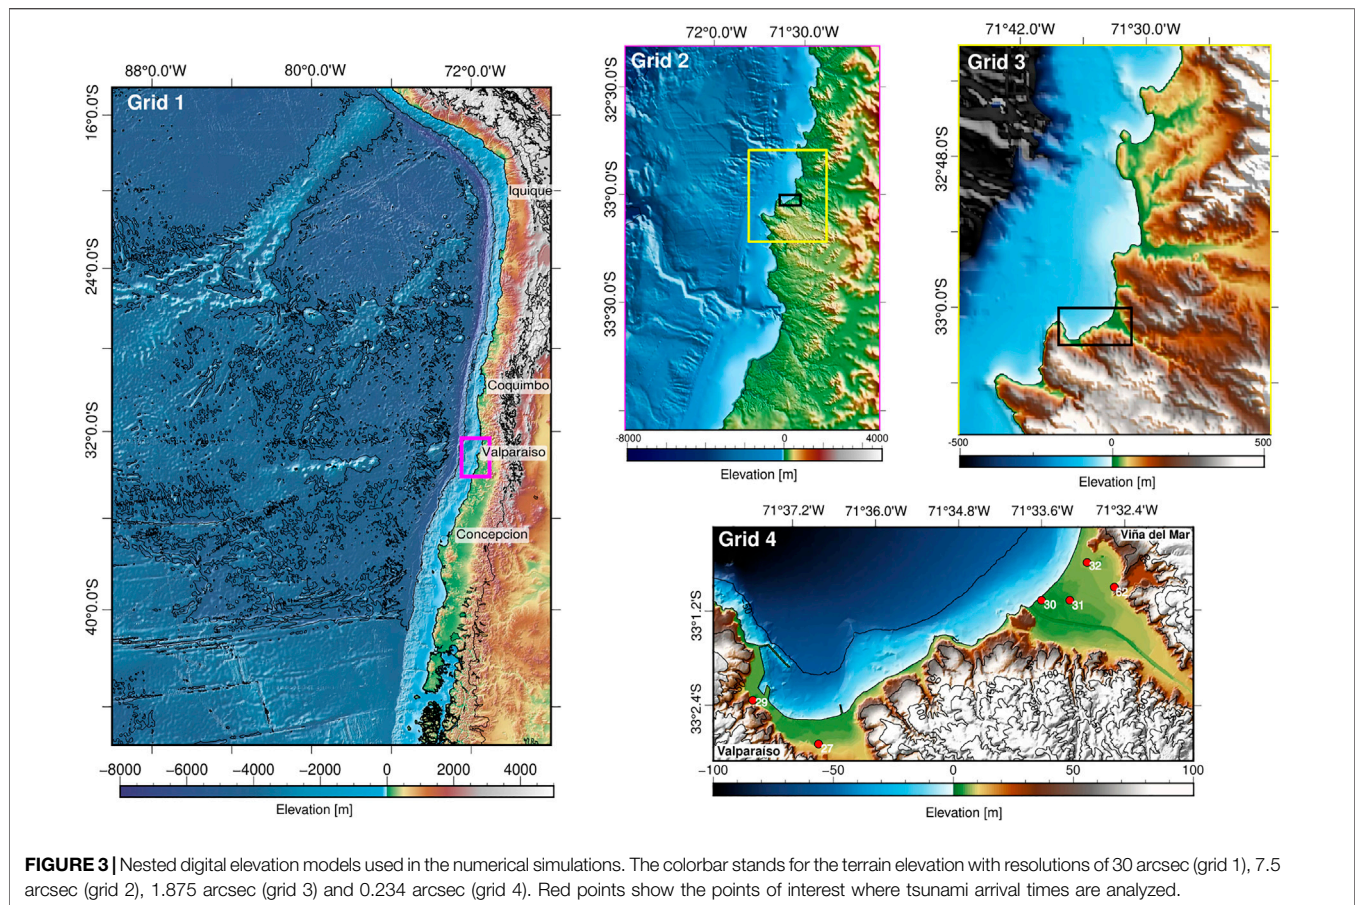 Grid 1
88°0.0'W
80°0.0'W
72°0.0'W
16°0.0'S
24°0.0'S
32°0.0'S
40°0.0'S
Iquique
Coquimbo
Valparaiso
Concepcion
−8000 −6000 −4000 −2000 0 2000 4000
Elevation [m]
Grid 2
72°0.0'W
71°30.0'W
32°30.0'S
33°0.0'S
33°30.0'S
-8000 0 4000
Elevation [m]
Grid 3
71°42.0'W
71°30.0'W
32°48.0'S
33°0.0'S
-500 0 500
Elevation [m]
Grid 4
71°37.2'W
71°36.0'W
71°34.8'W
71°33.6'W
71°32.4'W
33°1.2'S
33°2.4'S
Viña del Mar
32
62
30
31
29
27
Valparaíso
−100 −50 0 50 100
Elevation [m]
FIGURE 3 | Nested digital elevation models used in the numerical simulations. The colorbar stands for the terrain elevation with resolutions of 30 arcsec (grid 1), 7.5
arcsec (grid 2), 1.875 arcsec (grid 3) and 0.234 arcsec (grid 4). Red points show the points of interest where tsunami arrival times are analyzed.